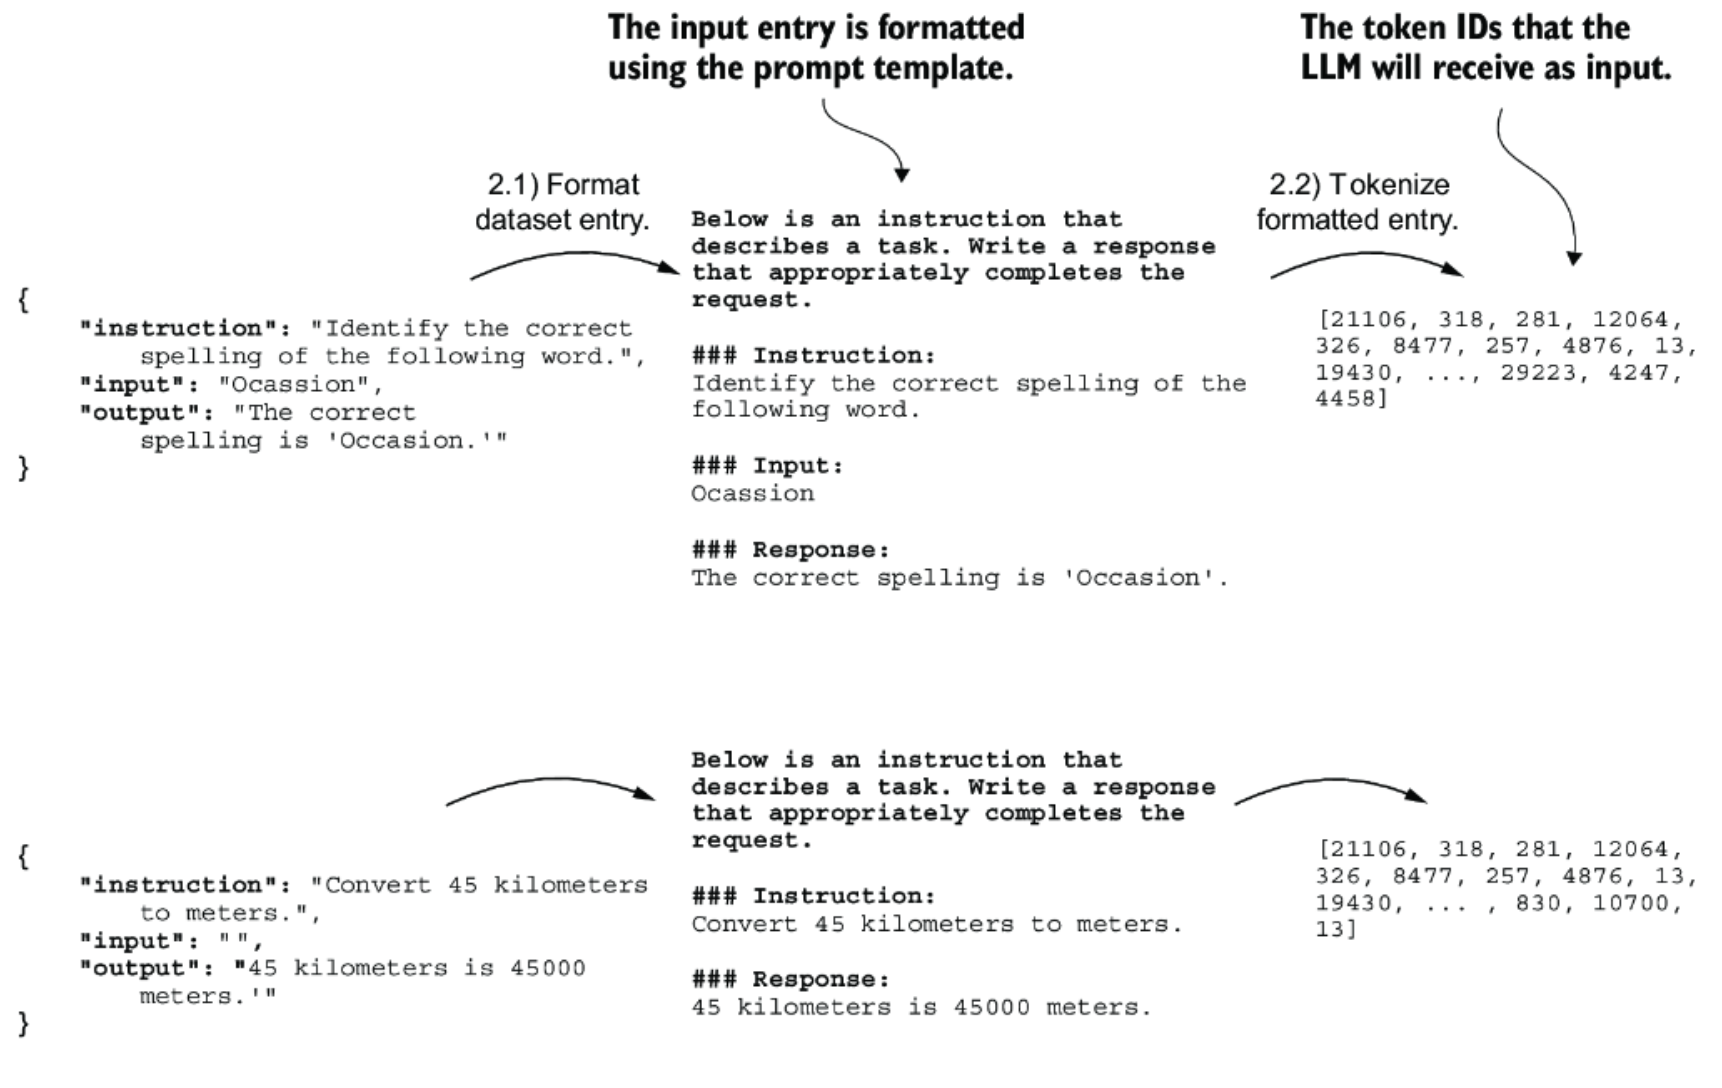 The input entry is formatted
using the prompt template.
The token IDs that the
LLM will receive as input.
2.1) Format
dataset entry.
2.2) Tokenize
formatted entry.
{
"instruction": "Identify the correct
spelling of the following word.",
"input": "Ocassion",
"output": "The correct
spelling is 'Occasion.'"
}
Below is an instruction that
describes a task. Write a response
that appropriately completes the
request.
### Instruction:
Identify the correct spelling of the
following word.
### Input:
Ocassion
### Response:
The correct spelling is 'Occasion'.
[21106, 318, 281, 12064,
326, 8477, 257, 4876, 13,
19430, ..., 29223, 4247,
4458]
{
"instruction": "Convert 45 kilometers
to meters.",
"input": "",
"output": "45 kilometers is 45000
meters.'"
}
Below is an instruction that
describes a task. Write a response
that appropriately completes the
request.
### Instruction:
Convert 45 kilometers to meters.
### Response:
45 kilometers is 45000 meters.
[21106, 318, 281, 12064,
326, 8477, 257, 4876, 13,
19430, ... , 830, 10700,
13]